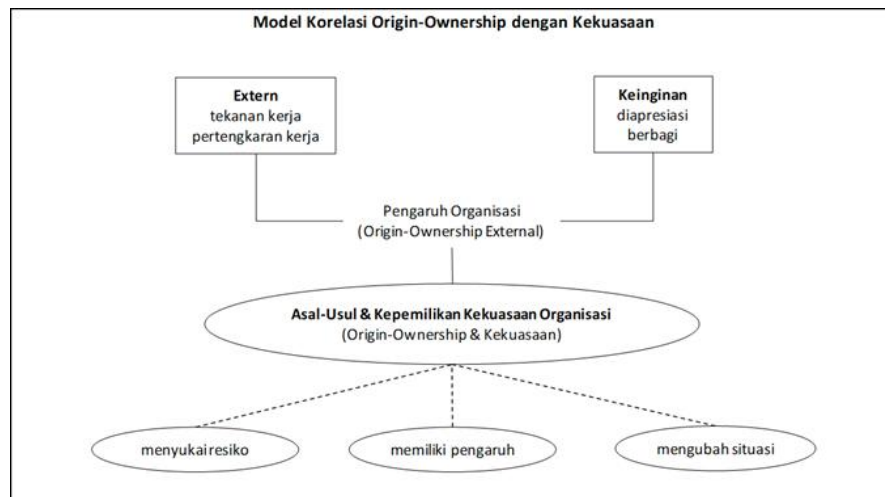 Model Korelasi Origin-Ownership dengan Kekuasaan
Extern
tekanan kerja
pertengkaran kerja
Keinginan
diapresiasi
berbagi
Pengaruh Organisasi
(Origin-Ownership External)
Asal-Usul & Kepemilikan Kekuasaan Organisasi
(Origin-Ownership & Kekuasaan)
menyukai resiko
memiliki pengaruh
mengubah situasi